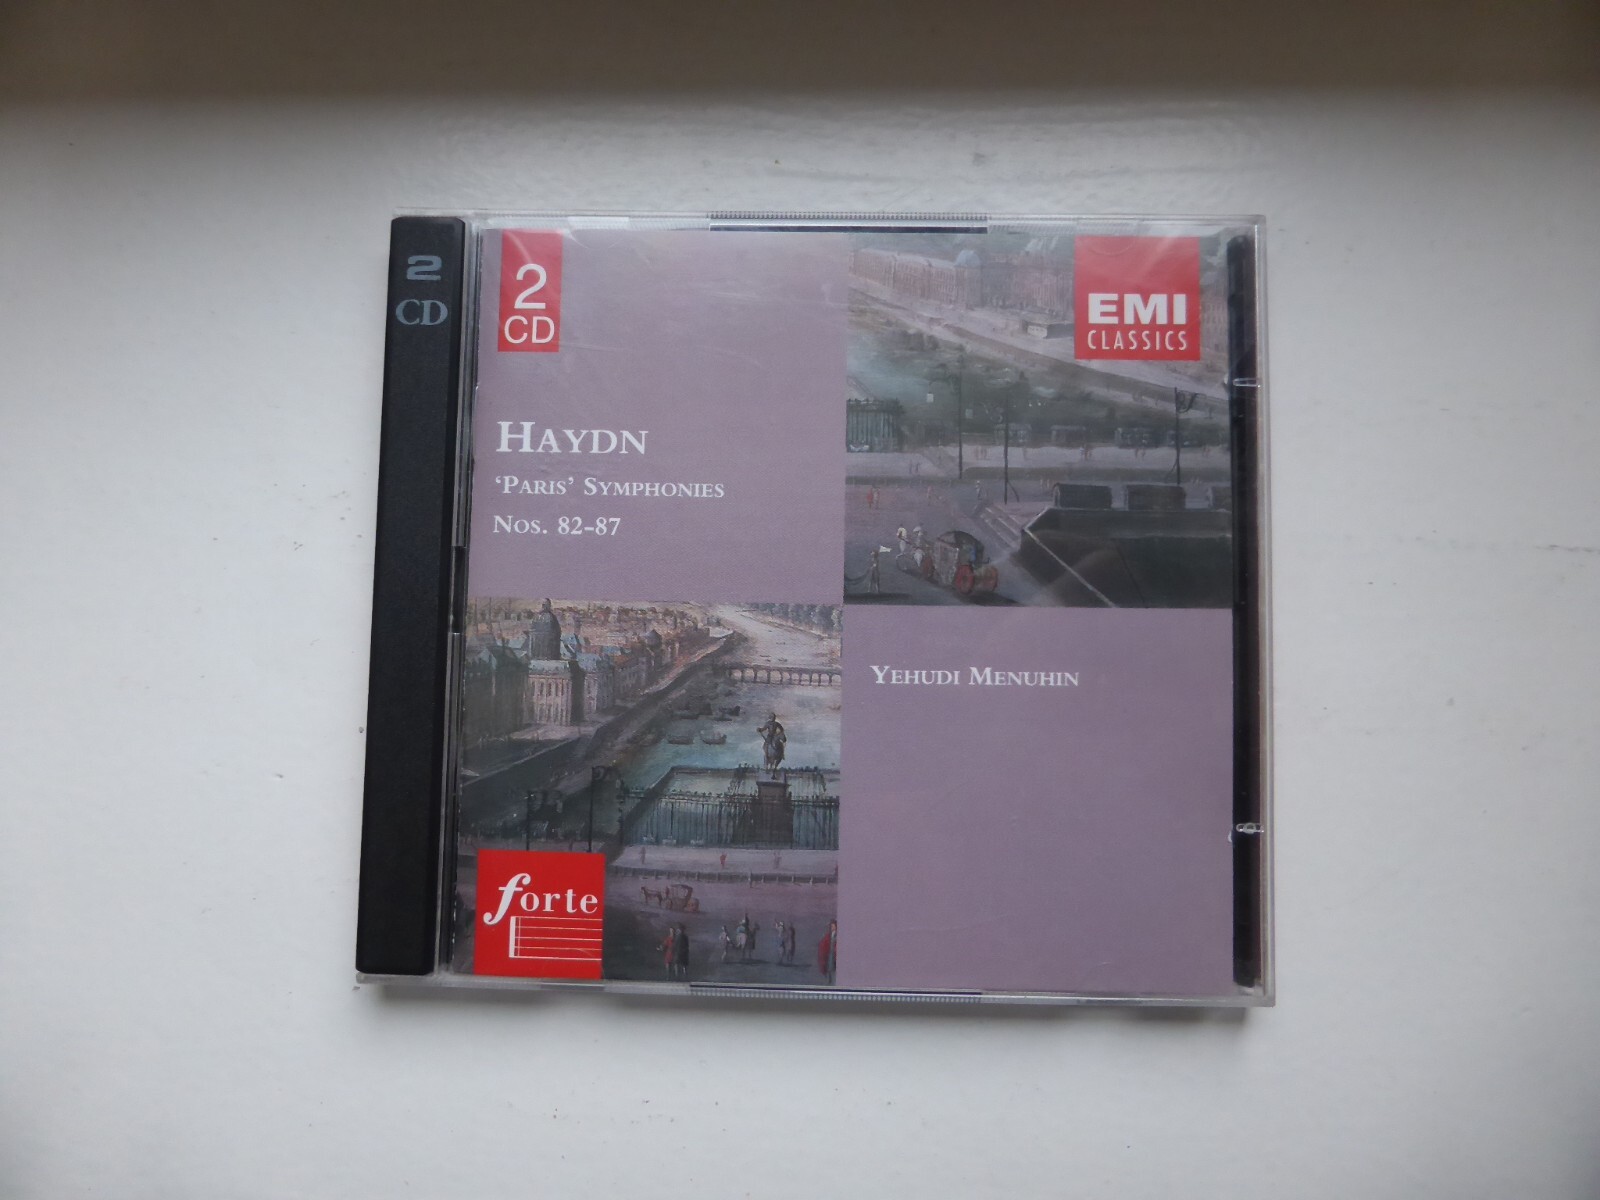 2
CD
2
CD
EMI
CLASSICS
HAYDN
‘PARIS’ SYMPHONIES
NOS. 82-87
YEHUDI MENUHIN
forte